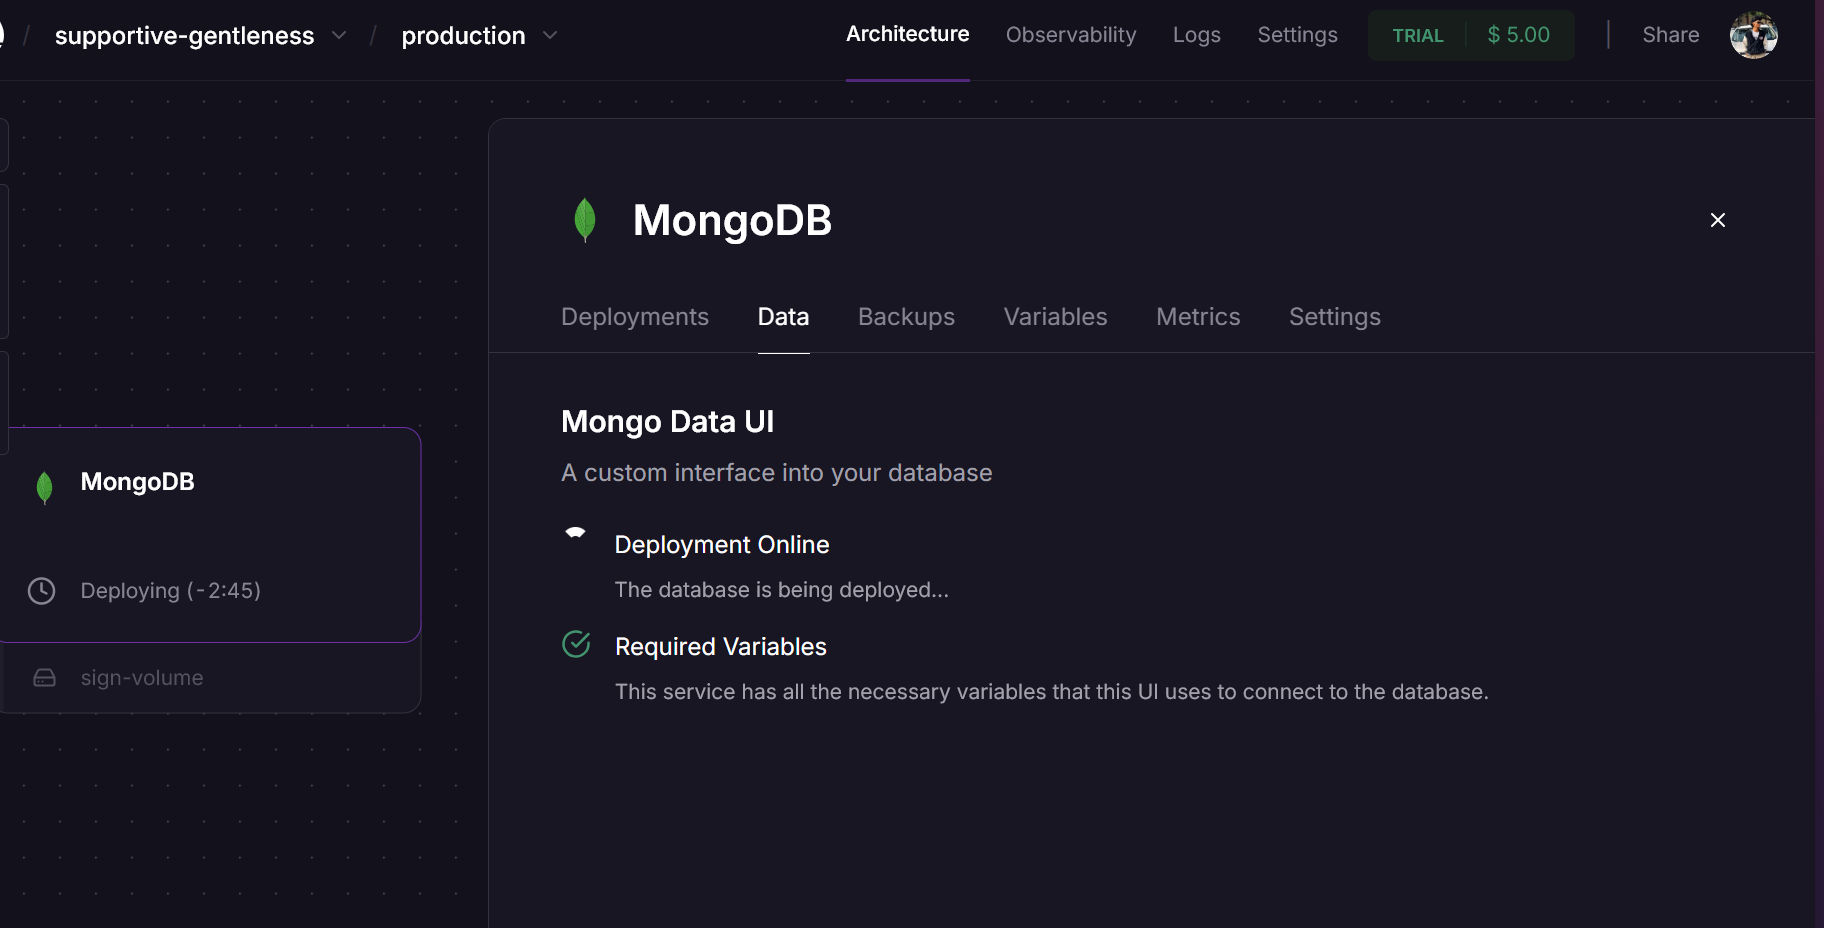 / supportive-gentleness / production
Architecture Observability Logs Settings TRIAL $ 5.00 Share
MongoDB
Deployments Data Backups Variables Metrics Settings
Mongo Data UI
A custom interface into your database
Deployment Online
The database is being deployed...
Required Variables
This service has all the necessary variables that this UI uses to connect to the database.
MongoDB
Deploying (-2:45)
sign-volume